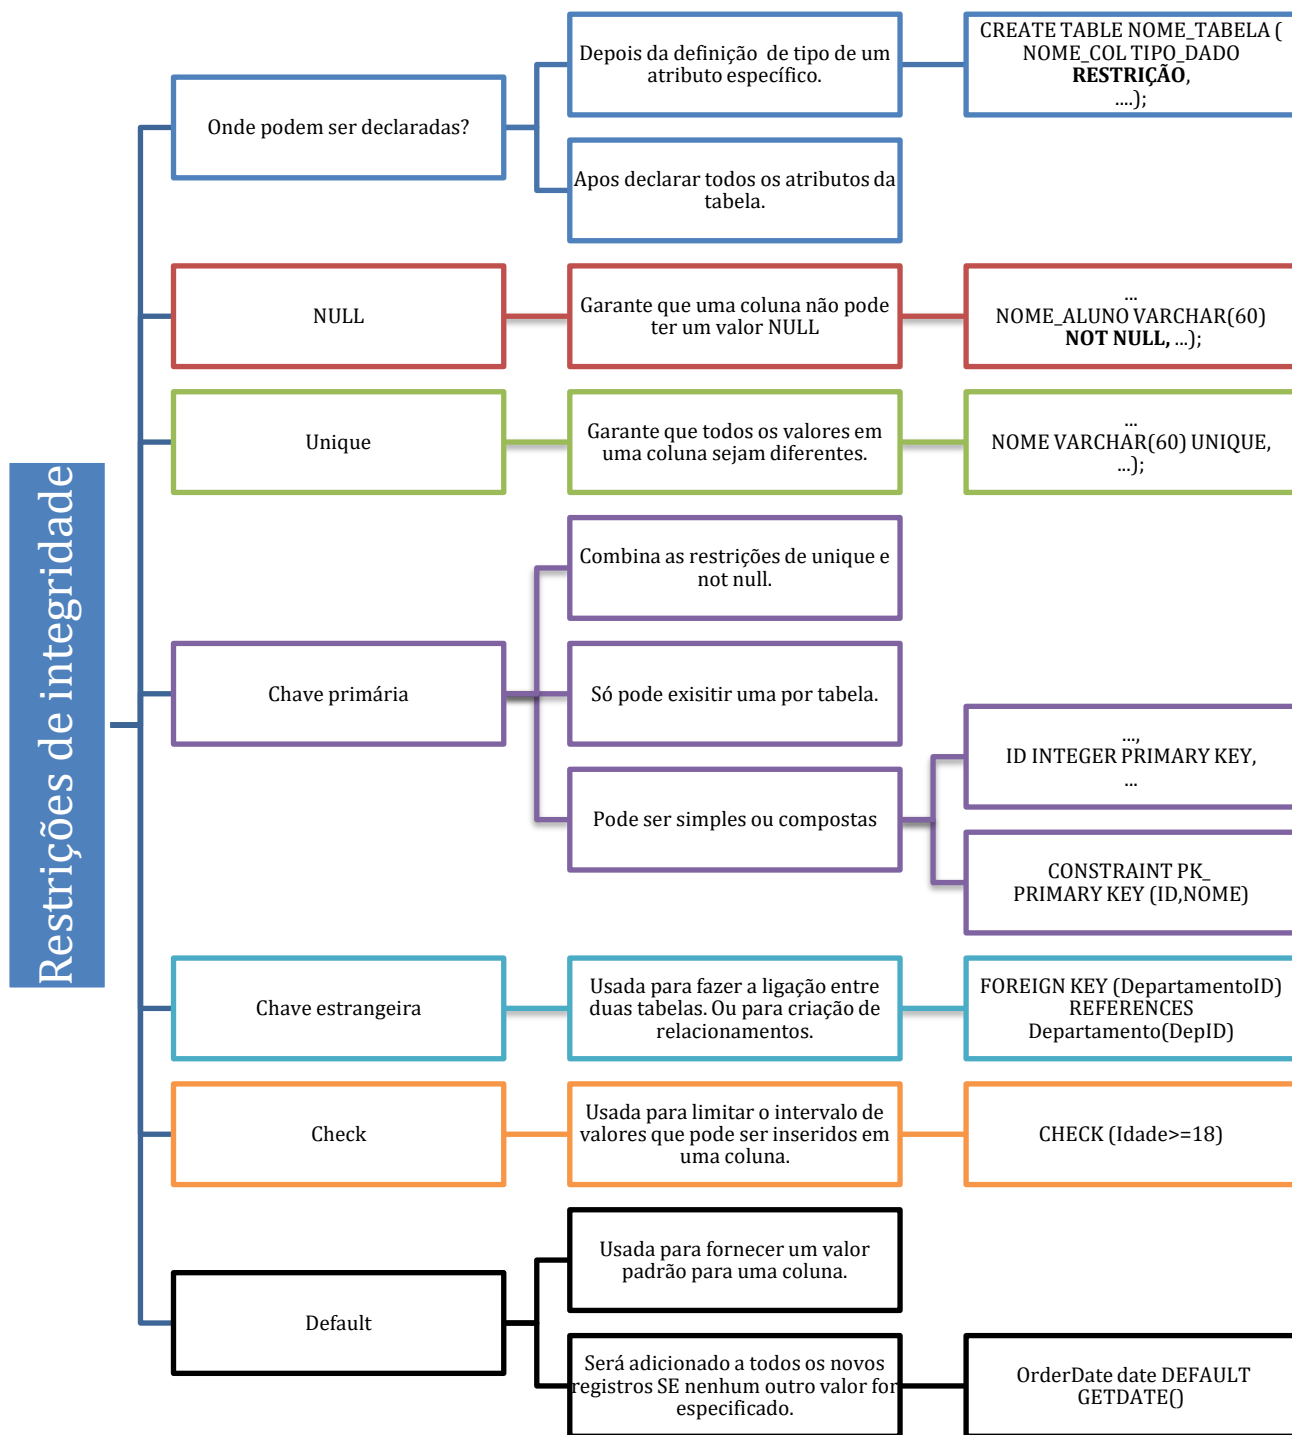 Restrições de integridade
Onde podem ser declaradas?
Depois da definição de tipo de um
atributo específico.
CREATE TABLE NOME_TABELA (
NOME_COL TIPO_DADO
RESTRIÇÃO,
....);
Apos declarar todos os atributos da
tabela.
NULL
Garante que uma coluna não pode
ter um valor NULL
...
NOME_ALUNO VARCHAR(60)
NOT NULL, ...);
Unique
Garante que todos os valores em
uma coluna sejam diferentes.
...
NOME VARCHAR(60) UNIQUE,
...);
Chave primária
Combina as restrições de unique e
not null.
Só pode exisitir uma por tabela.
Pode ser simples ou compostas
...,
ID INTEGER PRIMARY KEY,
...
CONSTRAINT PK_
PRIMARY KEY (ID,NOME)
Chave estrangeira
Usada para fazer a ligação entre
duas tabelas. Ou para criação de
relacionamentos.
FOREIGN KEY (DepartamentoID)
REFERENCES
Departamento(DepID)
Check
Usada para limitar o intervalo de
valores que pode ser inseridos em
uma coluna.
CHECK (Idade>=18)
Default
Usada para fornecer um valor
padrão para uma coluna.
Será adicionado a todos os novos
registros SE nenhum outro valor for
especificado.
OrderDate date DEFAULT
GETDATE()